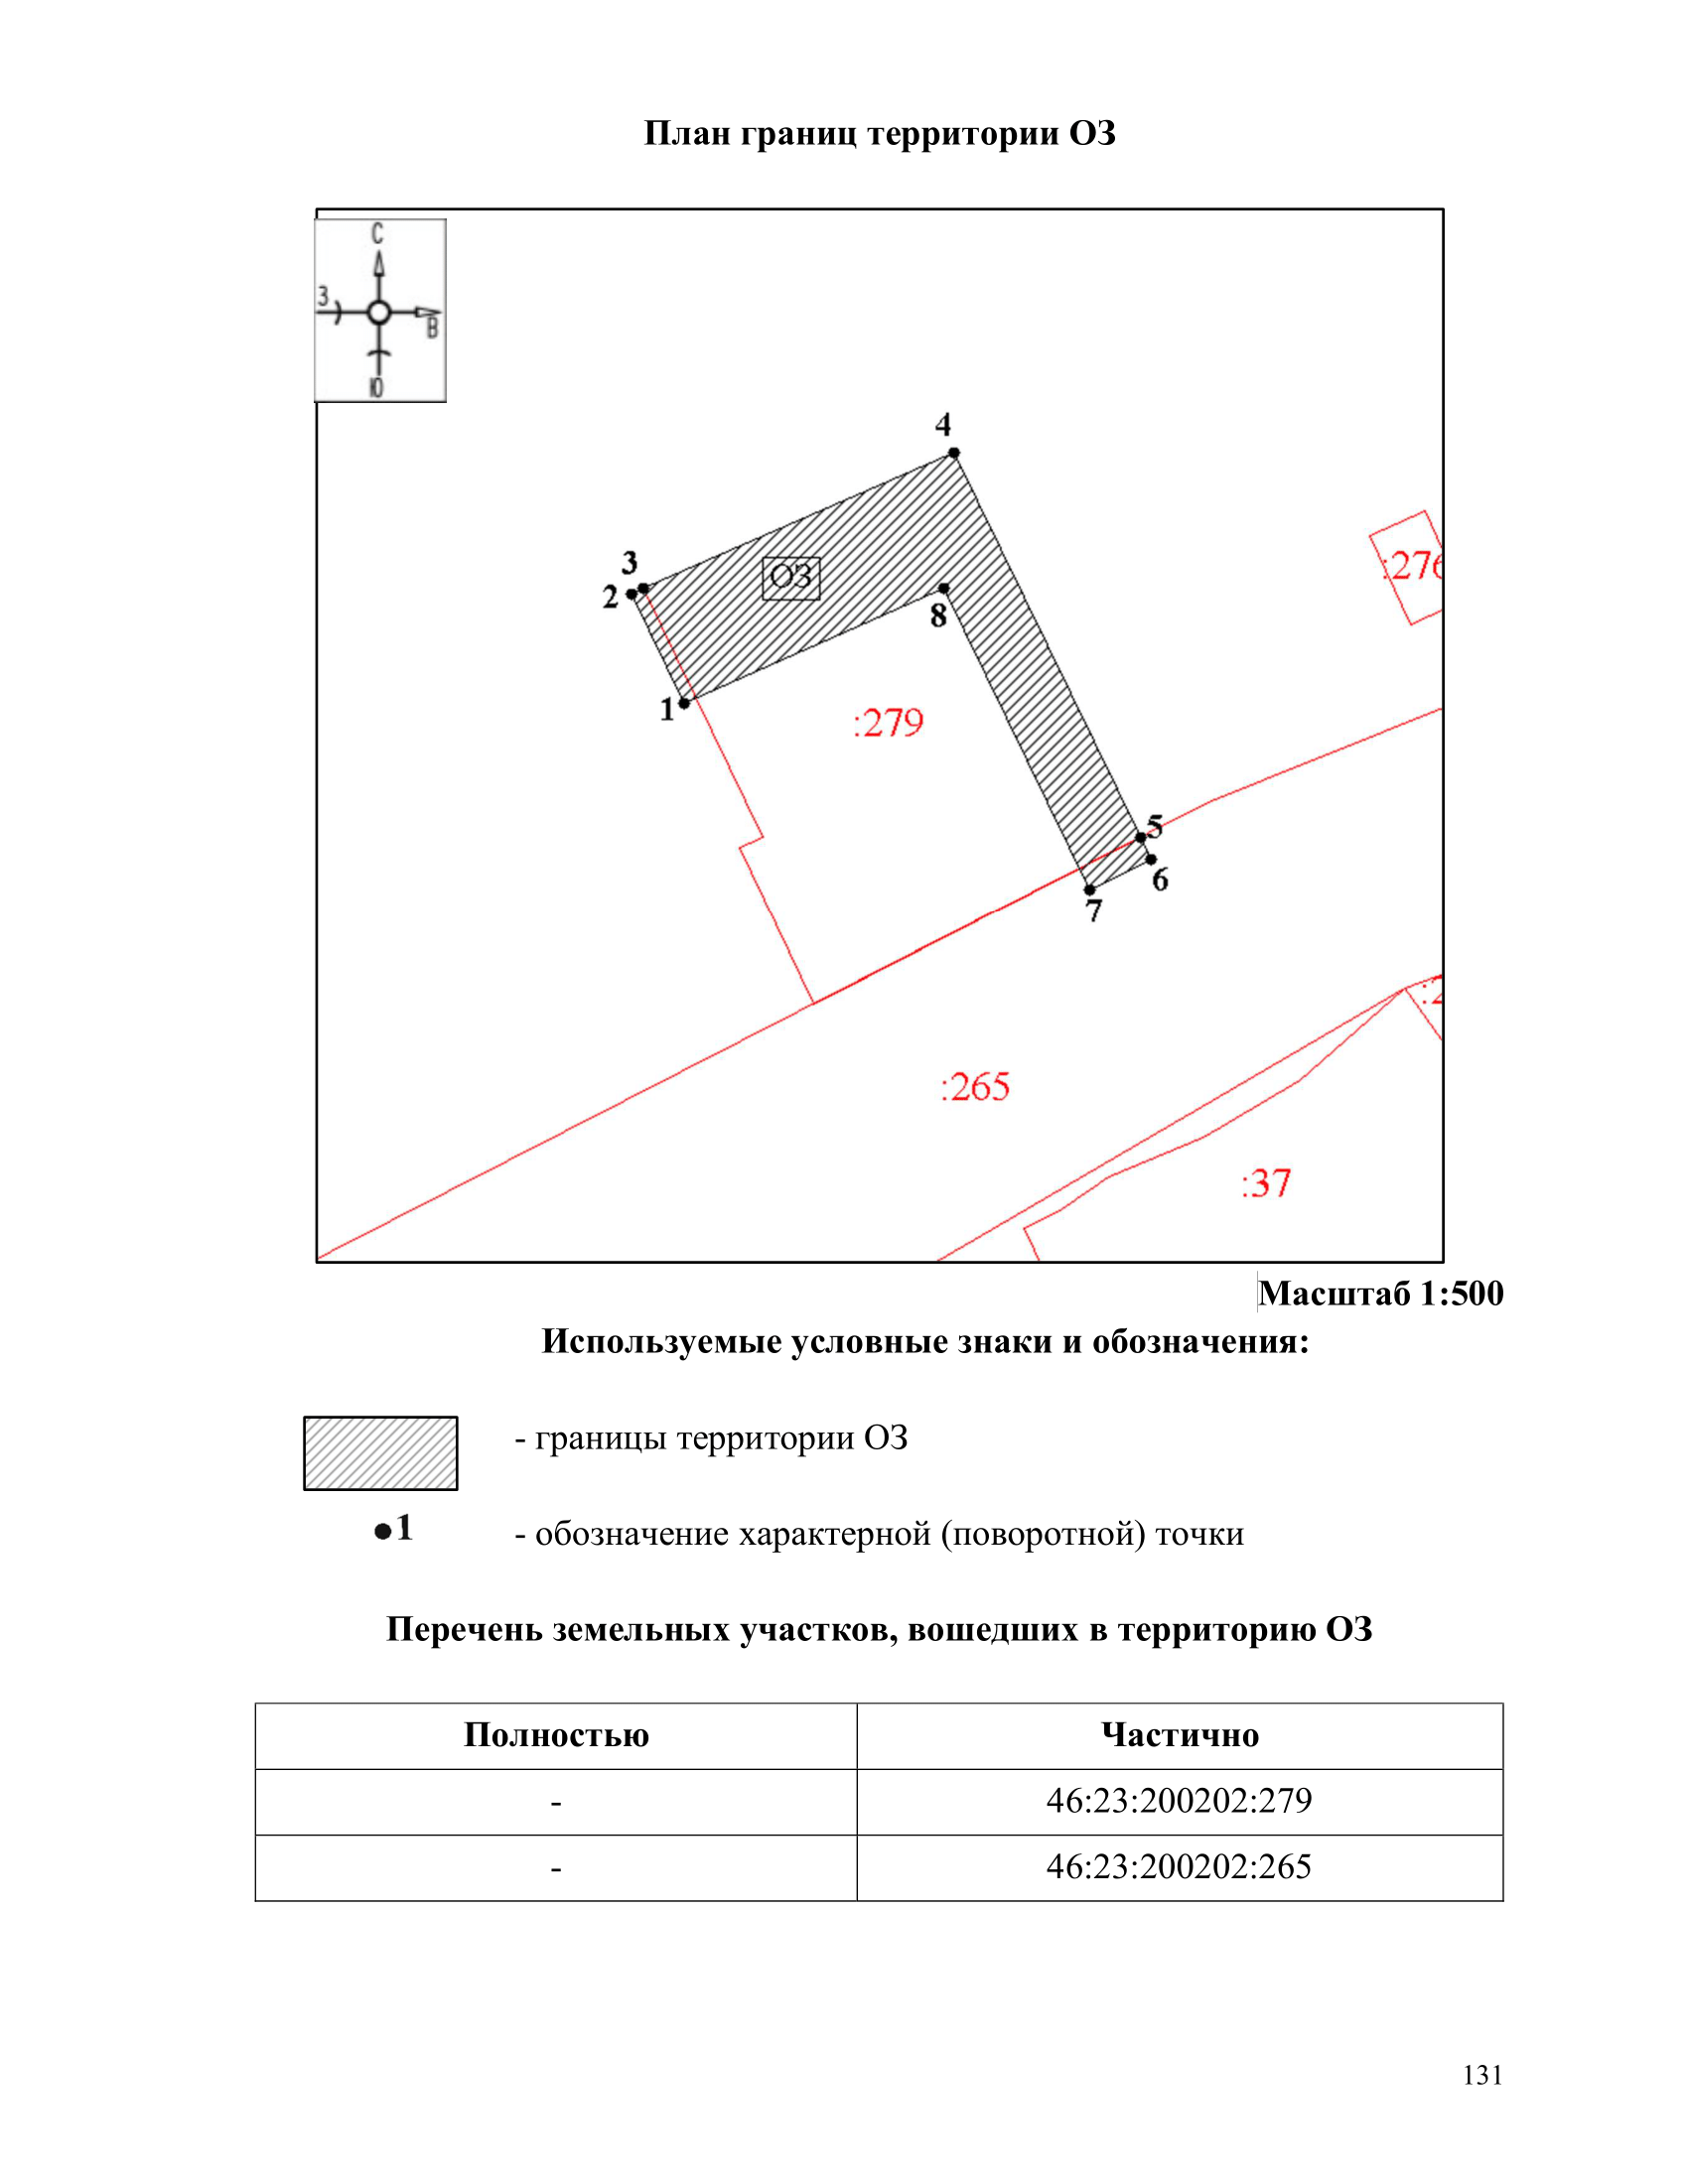 План границ территории ОЗ
С
З
В
Ю
4
3
ОЗ
:276
2
8
1
:279
5
6
7
:2
:265
:37
Масштаб 1:500
Используемые условные знаки и обозначения:
- границы территории ОЗ
1 - обозначение характерной (поворотной) точки
Перечень земельных участков, вошедших в территорию ОЗ
Полностью Частично
- 46:23:200202:279
- 46:23:200202:265
131